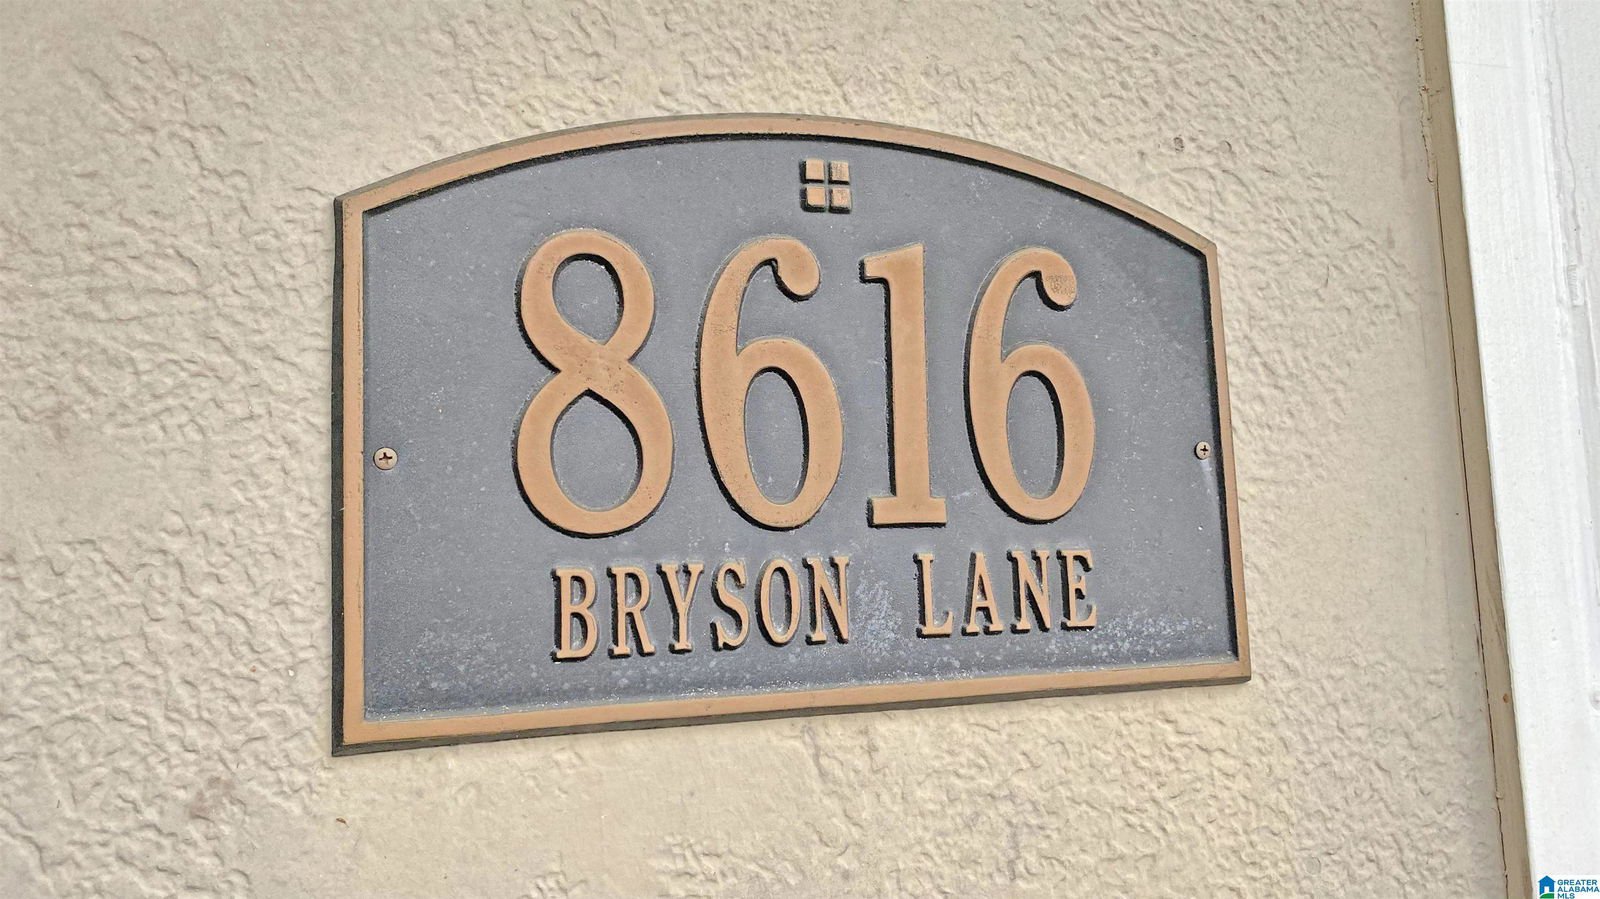 8616
BRYSON LANE
GREATER
ALABAMA
MLS